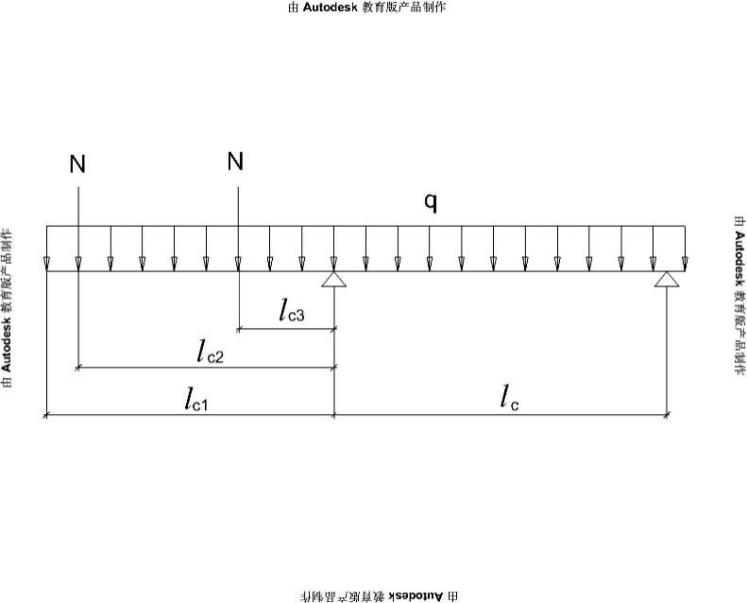 由 Autodesk 教育版产品制作
N
N
q
lc3
lc2
lc1
lc
由 Autodesk 教育版产品制作
由 Autodesk 教育版产品制作
由 Autodesk 教育版产品制作